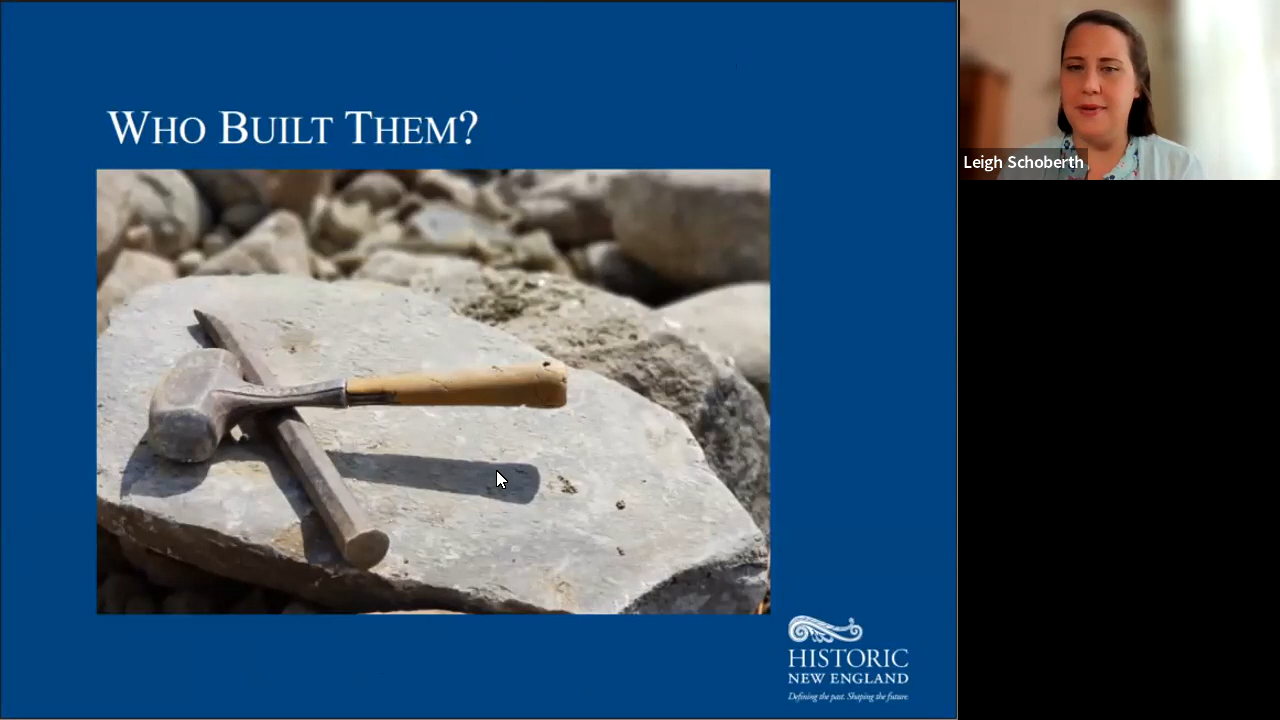 WHO BUILT THEM?
Leigh Schoberth
HISTORIC
NEW ENGLAND
Defining the past. Shaping the future.